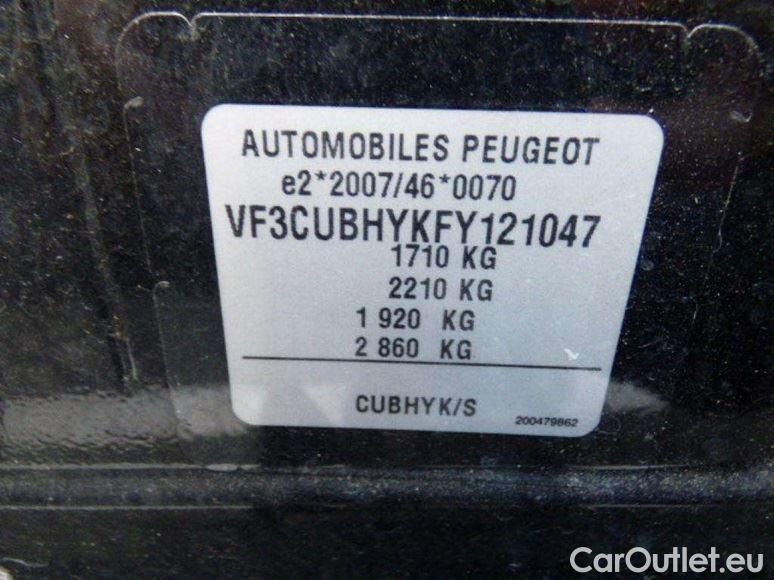 AUTOMOBILES PEUGEOT
e2*2007/46*0070
VF3CUBHYKFY121047
1710 KG
2210 KG
1 920 KG
2 860 KG
CUBHYK/S
200479862
CarOutlet.eu